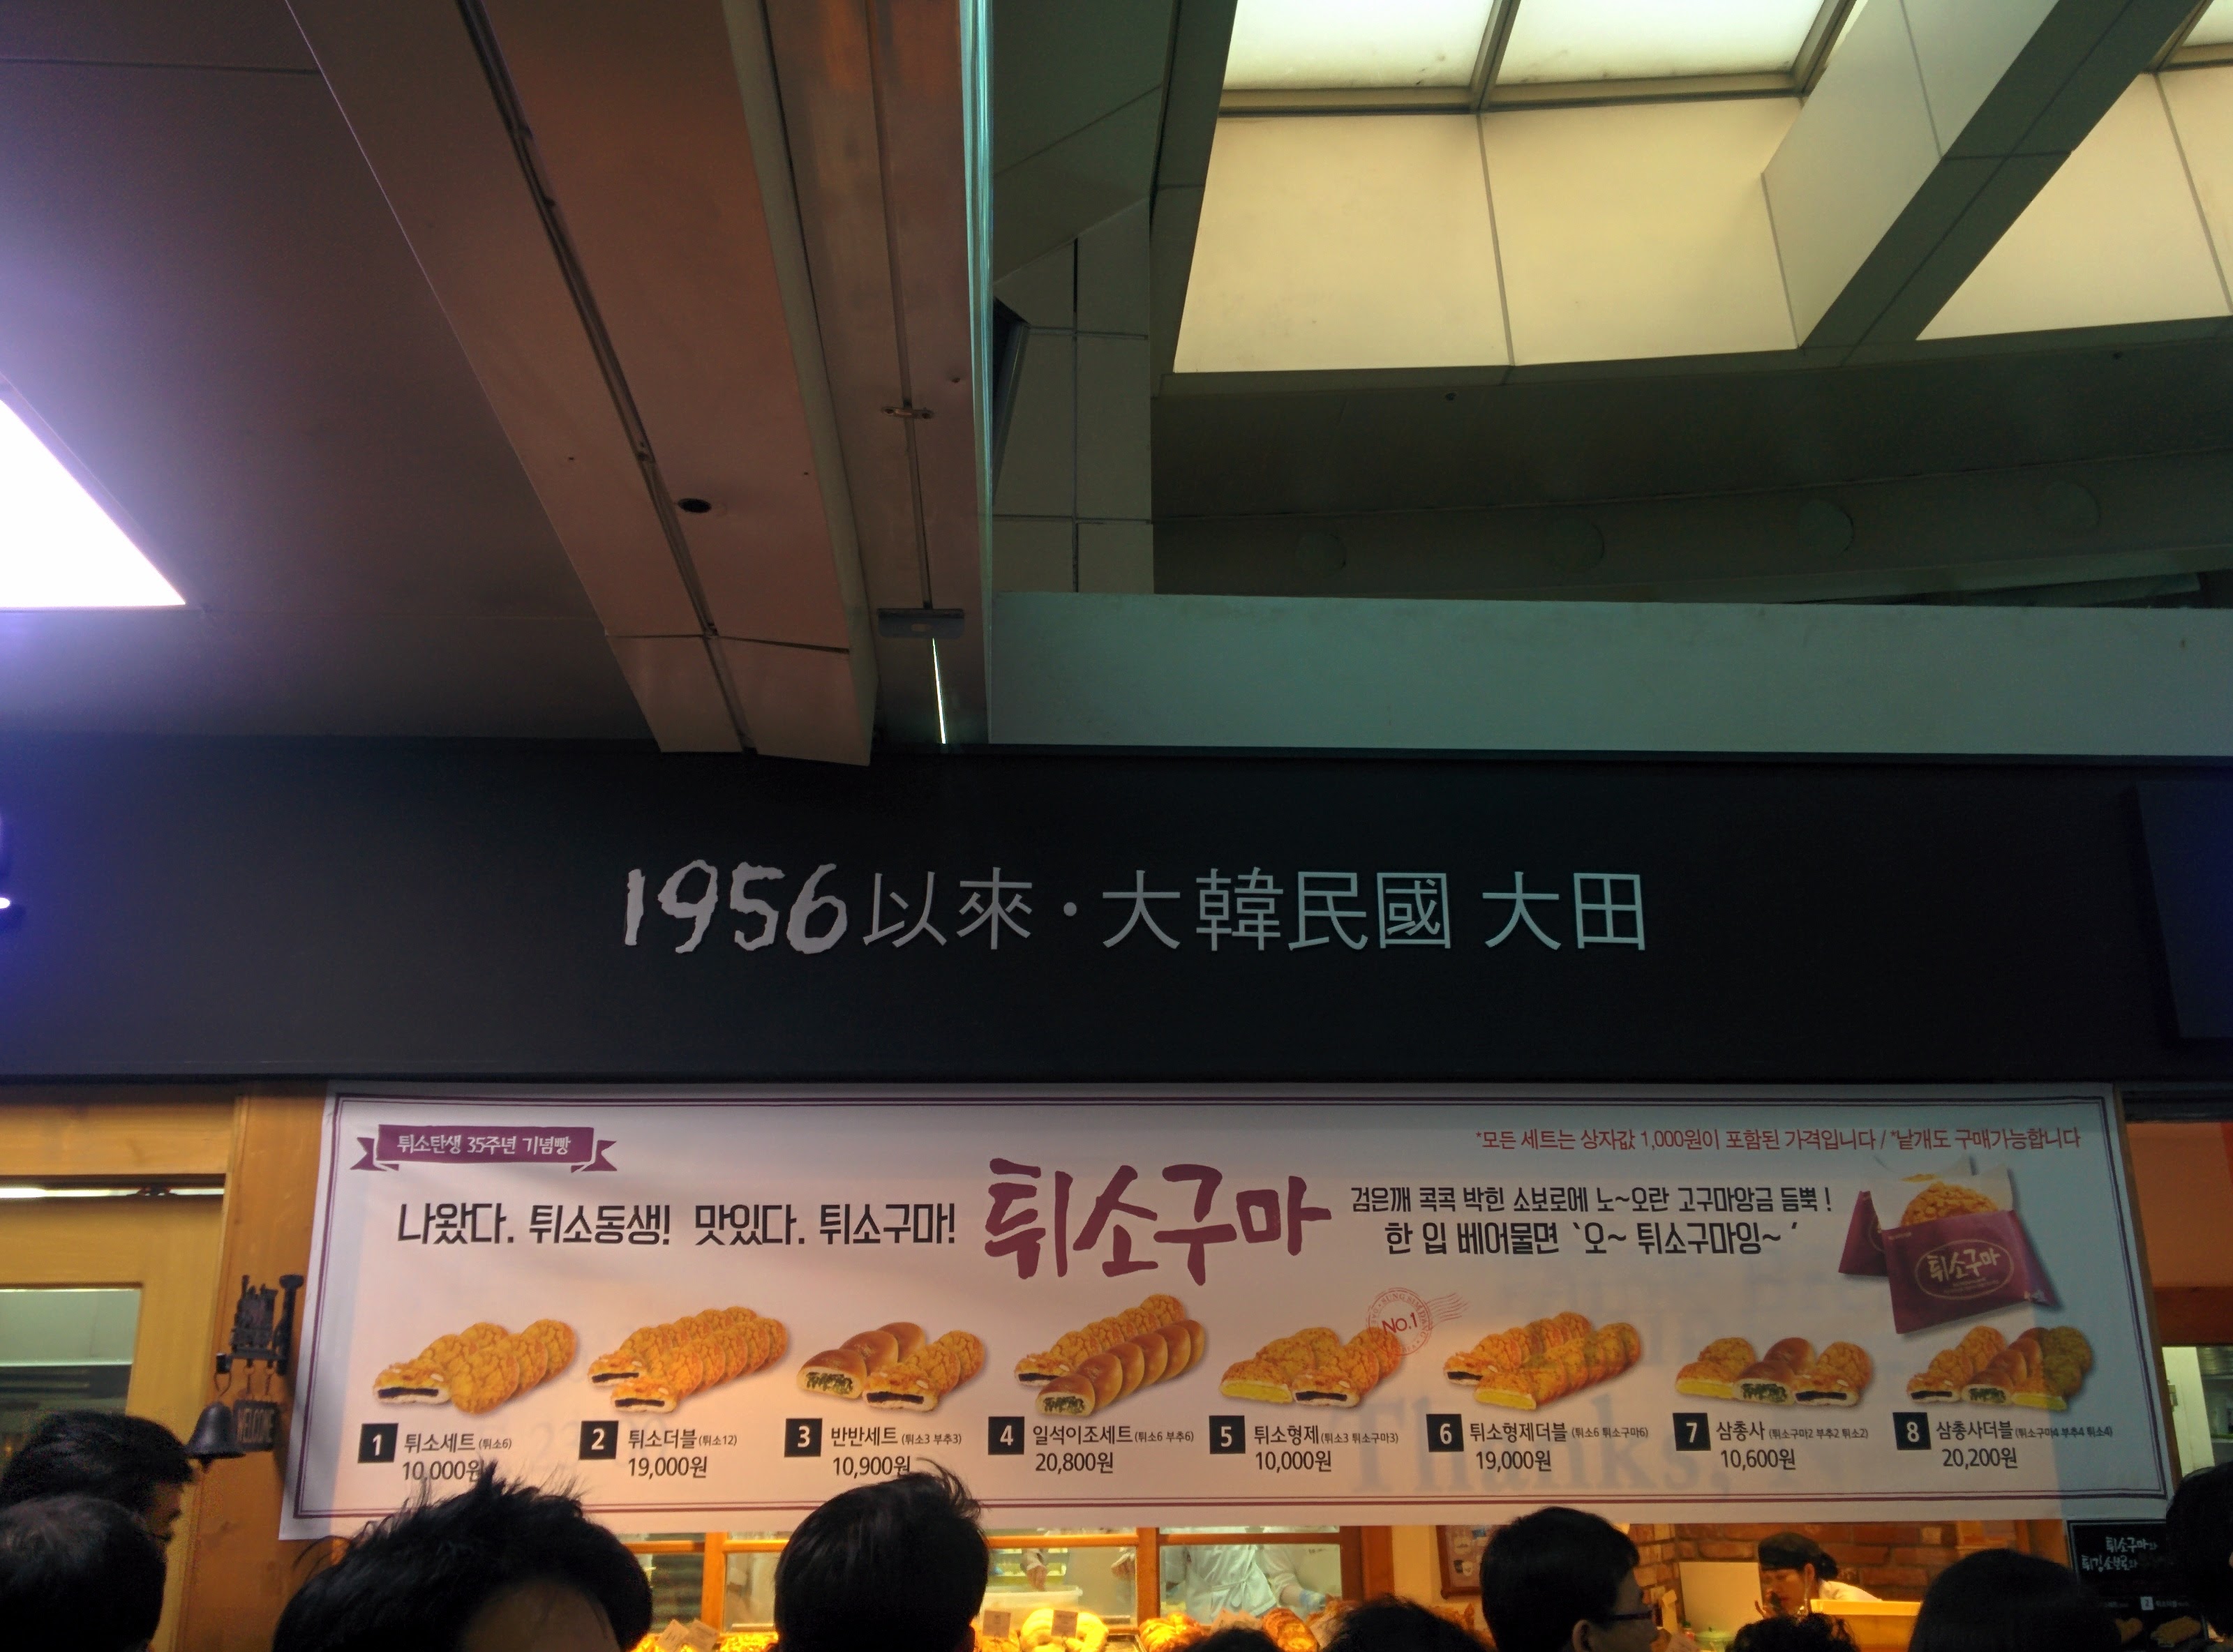 1956以來·大韓民國 大田
튀소탄생 35주년 기념빵
*모든 세트는 상자값 1,000원이 포함된 가격입니다 / *낱개도 구매가능합니다
나왔다. 튀소동생! 맛있다. 튀소구마!
튀소구마
검은깨 콕콕 박힌 소보로에 노~오란 고구마앙금 듬뿍 !
한 입 베어물면 ‘오~ 튀소구마잉~ ’
튀소구마
NO.1
1 튀소세트 (튀소6)
10,000원
2 튀소더블 (튀소12)
19,000원
3 반반세트 (튀소3 부추3)
10,900원
4 일석이조세트 (튀소6 부추6)
20,800원
5 튀소형제 (튀소3 튀소구마3)
10,000원
6 튀소형제더블 (튀소6 튀소구마6)
19,000원
7 삼총사 (튀소구마2 부추2 튀소2)
10,600원
8 삼총사더블 (튀소구마4 부추4 튀소4)
20,200원
Thanks,
WELCOME
튀소구마와
튀김소보로과